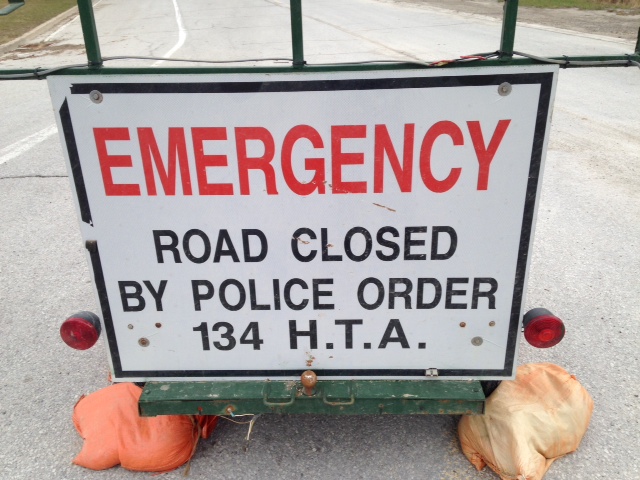 EMERGENCY
ROAD CLOSED
BY POLICE ORDER
134 H.T.A.